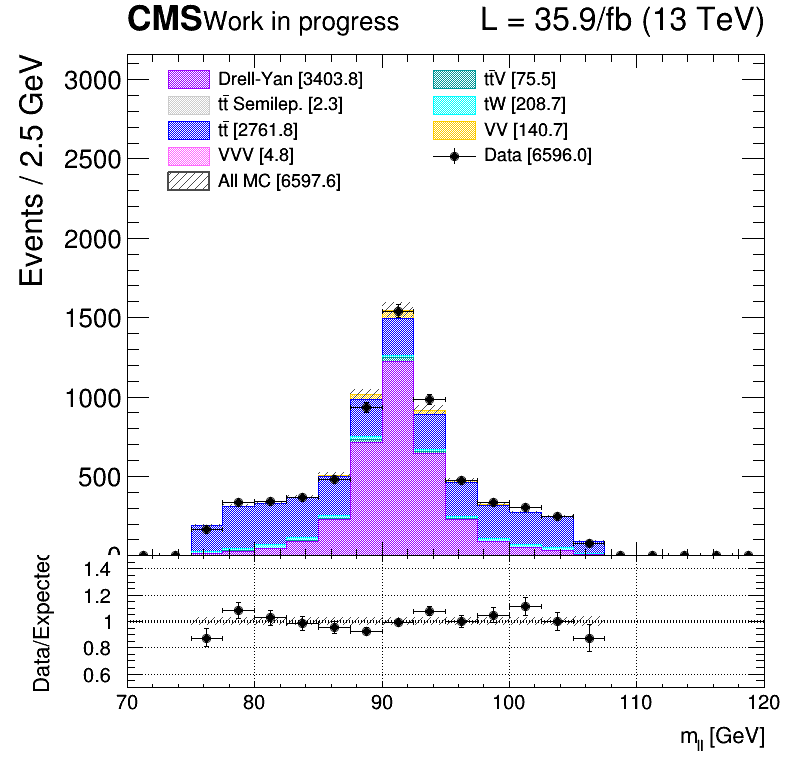 CMS Work in progress L = 35.9/fb (13 TeV)
Events / 2.5 GeV
3000
2500
2000
1500
1000
500
0
Drell-Yan [3403.8]
tt̄ Semilep. [2.3]
tt̄ [2761.8]
VVV [4.8]
All MC [6597.6]
tt̄V [75.5]
tW [208.7]
VV [140.7]
Data [6596.0]
Data/Expected
1.4
1.2
1
0.8
0.6
70 80 90 100 110 120
m_ll [GeV]